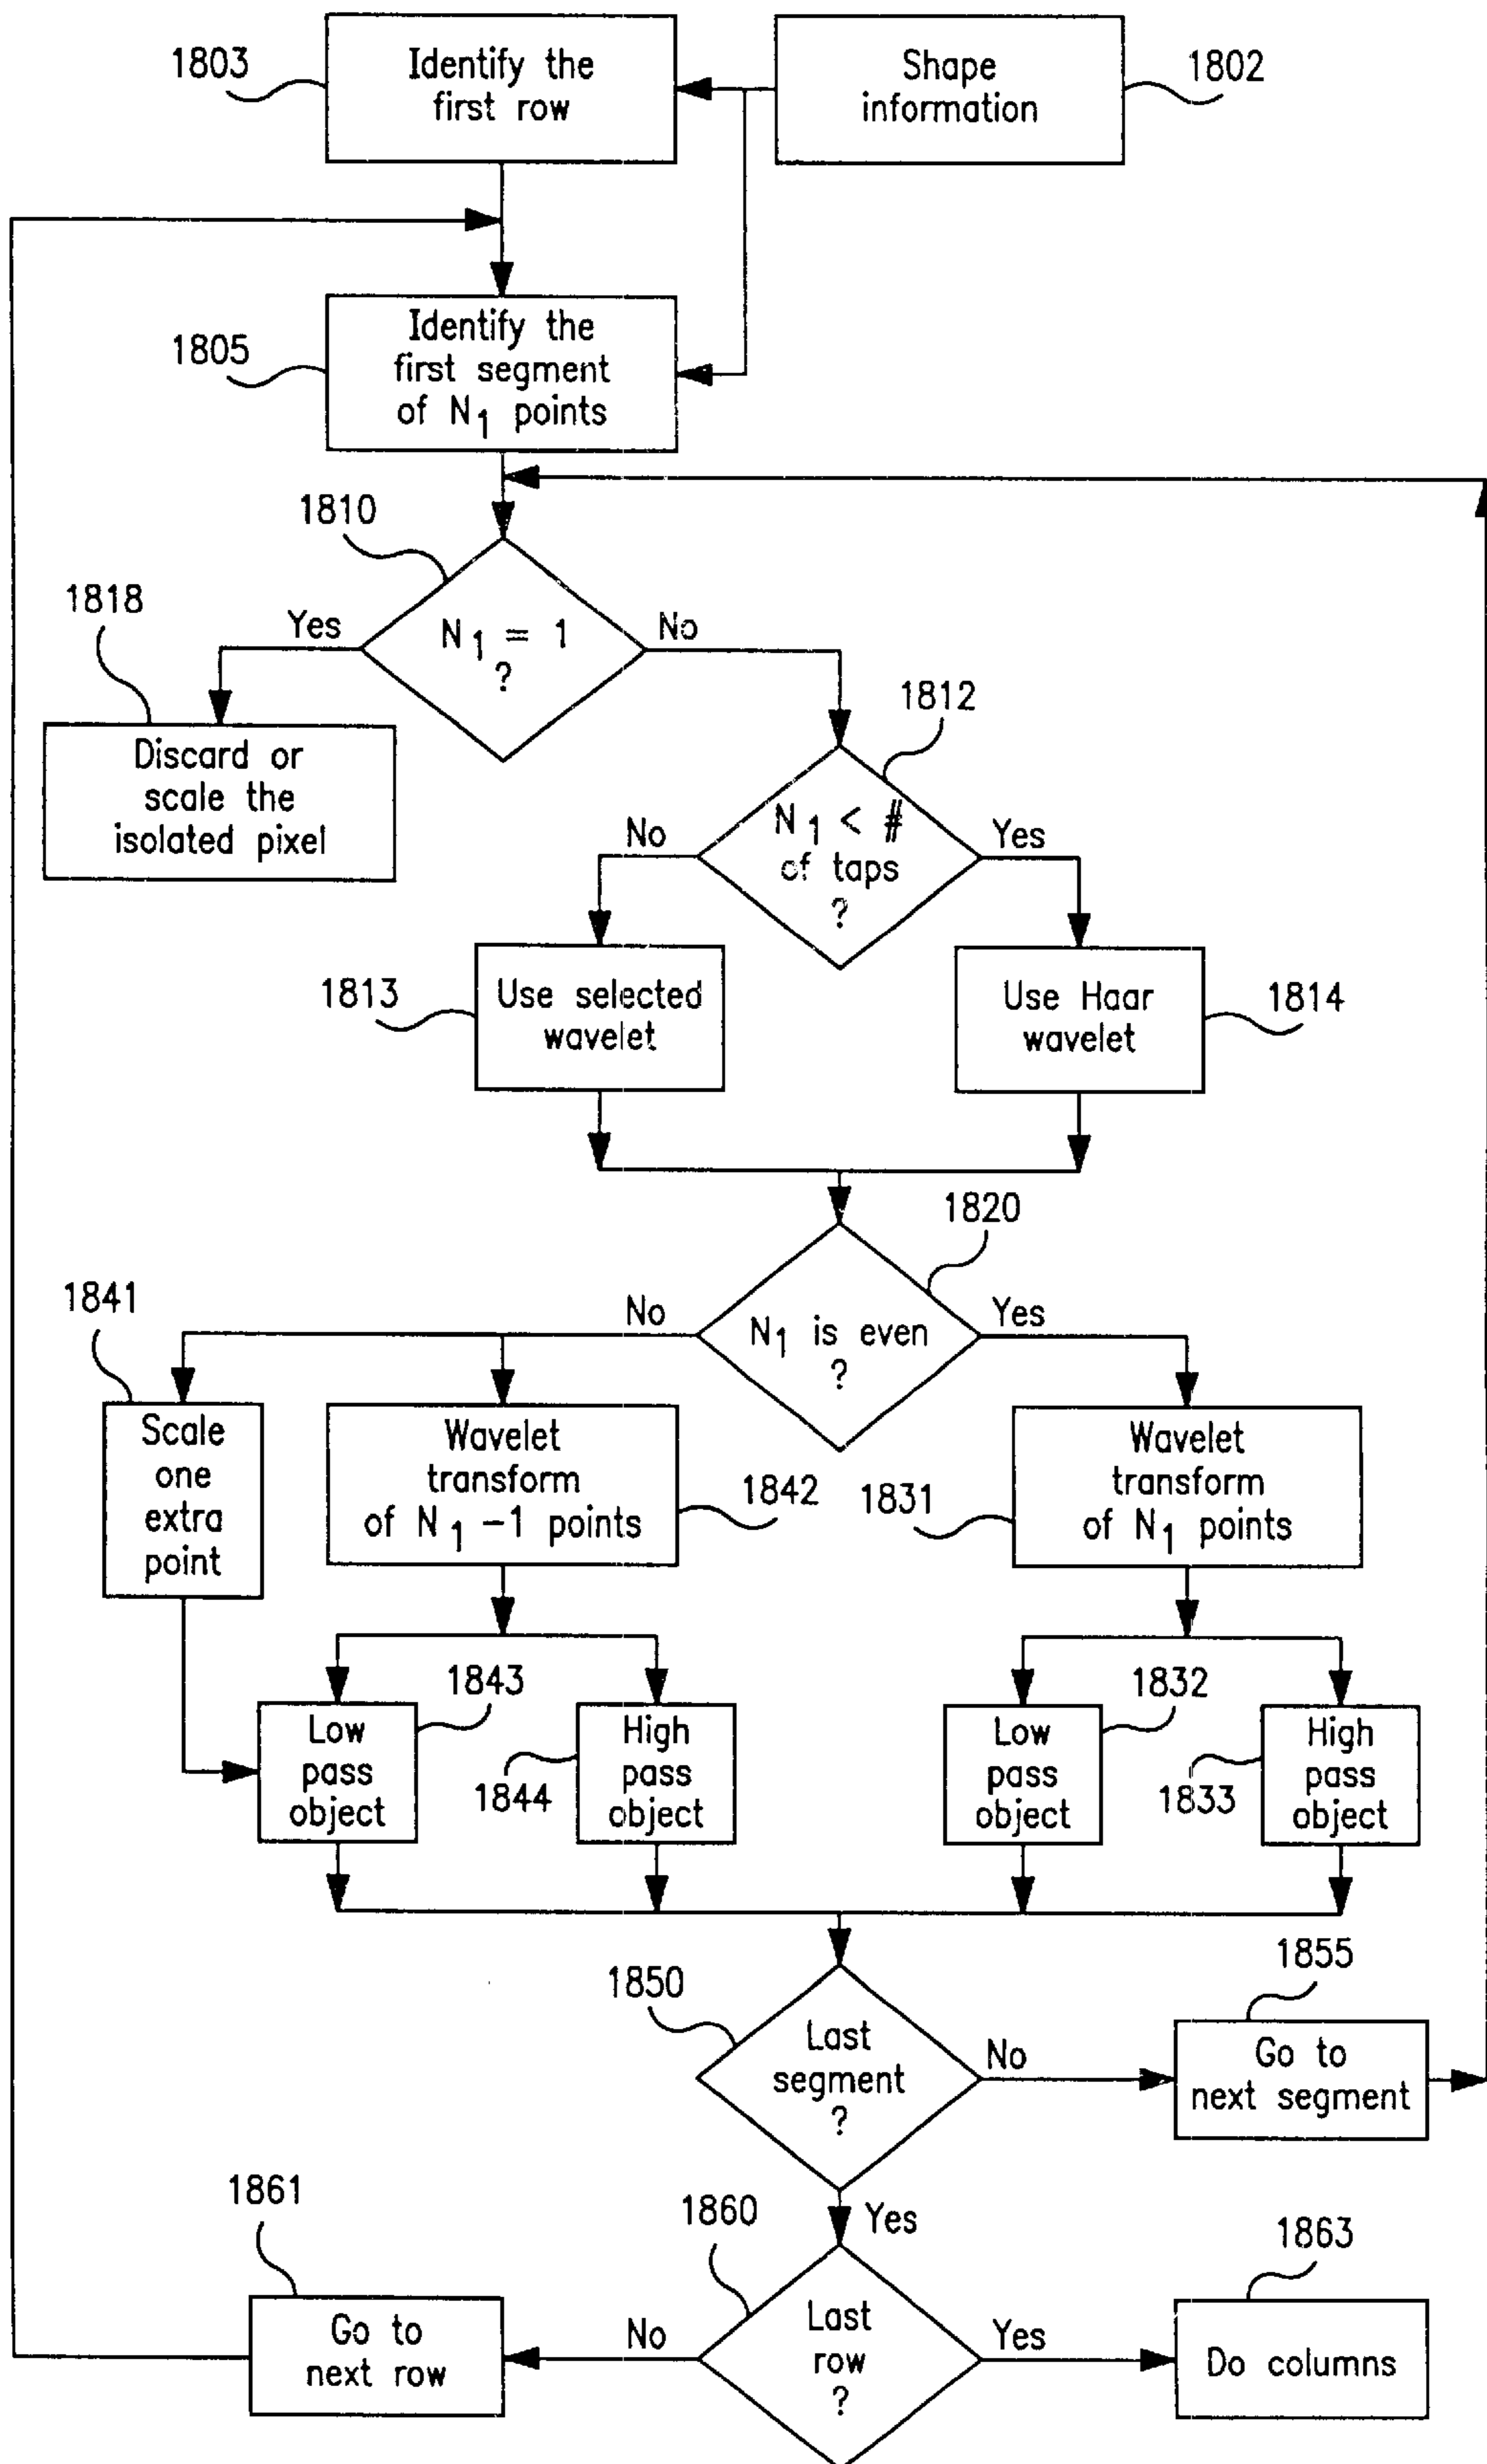 1803
Identify the
first row
Shape
information
1802
1805
Identify the
first segment
of N1 points
1810
N1 = 1
?
Yes
No
1818
Discard or
scale the
isolated pixel
1812
N1 < #
of taps
?
No
Yes
1813
Use selected
wavelet
Use Haar
wavelet
1814
1820
N1 is even
?
No
Yes
1841
Scale
one
extra
point
Wavelet
transform
of N1 -1 points
1842
1831
Wavelet
transform
of N1 points
1843
Low
pass
object
1844
High
pass
object
1832
Low
pass
object
1833
High
pass
object
1850
Last
segment
?
No
1855
Go to
next segment
Yes
1861
Go to
next row
1860
No
Last
row
?
Yes
1863
Do columns